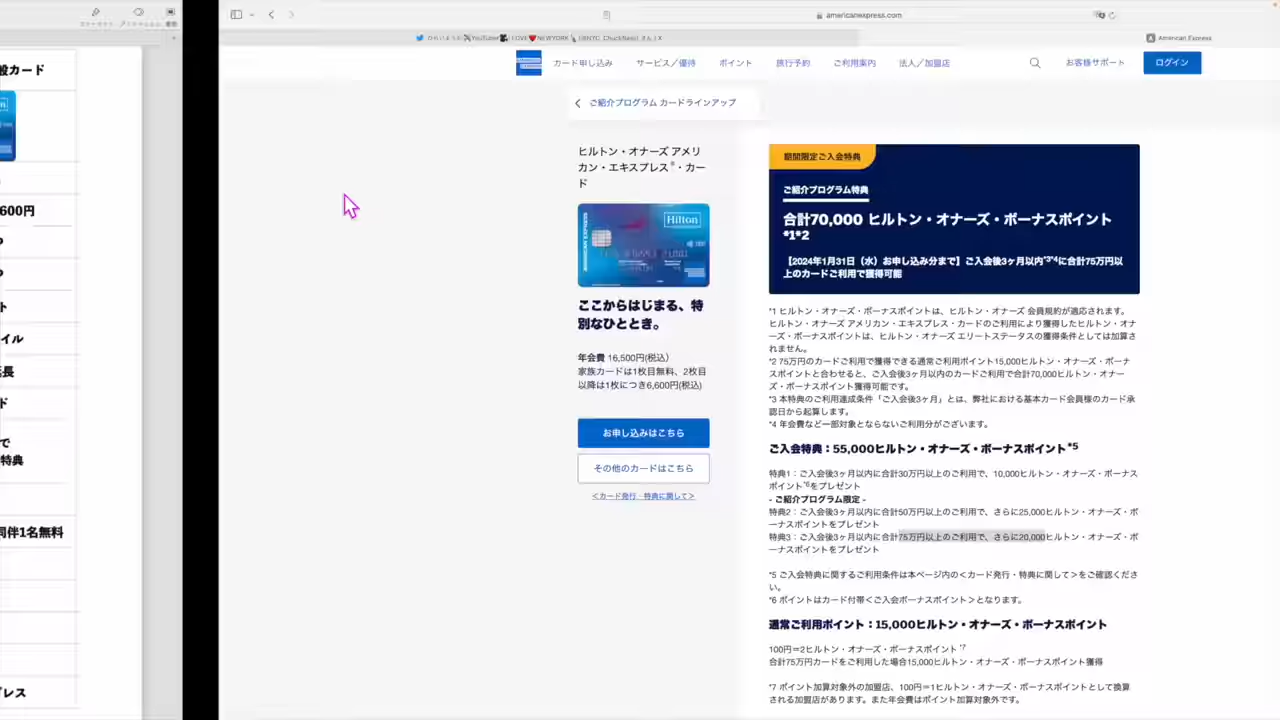 americanexpress.com
American Express
カード申し込み
サービス／優待
ポイント
旅行予約
ご利用案内
法人／加盟店
お客様サポート
ログイン
ご紹介プログラム カードラインアップ
般カード
600円
イル
長
ド
で
特典
同伴1名無料
レス
ヒルトン・オナーズ アメリ
カン・エキスプレス®・カー
ド
Hilton
AMERICAN EXPRESS
ここからはじまる、特
別なひととき。
年会費 16,500円(税込)
家族カードは1枚目無料、2枚目
以降は1枚につき6,600円(税込)
お申し込みはこちら
その他のカードはこちら
＜カード発行・特典に関して＞
期間限定ご入会特典
ご紹介プログラム特典
合計70,000 ヒルトン・オナーズ・ボーナスポイント
*1*2
【2024年1月31日（水）お申し込み分まで】ご入会後3ヶ月以内*3*4に合計75万円以
上のカードご利用で獲得可能
*1 ヒルトン・オナーズ・ボーナスポイントは、ヒルトン・オナーズ 会員規約が適応されます。
ヒルトン・オナーズ アメリカン・エキスプレス・カードのご利用により獲得したヒルトン・オナ
ーズ・ボーナスポイントは、ヒルトン・オナーズ エリートステータスの獲得条件としては加算さ
れません。
*2 75万円のカードご利用で獲得できる通常ご利用ポイント15,000ヒルトン・オナーズ・ボーナ
スポイントと合わせると、ご入会後3ヶ月以内のカードご利用で合計70,000ヒルトン・オナー
ズ・ボーナスポイント獲得可能です。
*3 本特典のご利用達成条件「ご入会後3ヶ月」とは、弊社における基本カード会員様のカード承
認日から起算します。
*4 年会費など一部対象とならないご利用分がございます。
ご入会特典：55,000ヒルトン・オナーズ・ボーナスポイント*5
特典1：ご入会後3ヶ月以内に合計30万円以上のご利用で、10,000ヒルトン・オナーズ・ボーナス
ポイント*6をプレゼント
- ご紹介プログラム限定 -
特典2：ご入会後3ヶ月以内に合計50万円以上のご利用で、さらに25,000ヒルトン・オナーズ・ボ
ーナスポイントをプレゼント
特典3：ご入会後3ヶ月以内に合計75万円以上のご利用で、さらに20,000ヒルトン・オナーズ・ボ
ーナスポイントをプレゼント
*5 ご入会特典に関するご利用条件は本ページ内の＜カード発行・特典に関して＞をご確認くださ
い。
*6 ポイントはカード付帯＜ご入会ボーナスポイント＞となります。
通常ご利用ポイント：15,000ヒルトン・オナーズ・ボーナスポイント
100円＝2ヒルトン・オナーズ・ボーナスポイント*7
合計75万円カードをご利用した場合15,000ヒルトン・オナーズ・ボーナスポイント獲得
*7 ポイント加算対象外の加盟店、100円＝1ヒルトン・オナーズ・ボーナスポイントとして換算
される加盟店があります。また年会費はポイント加算対象外です。